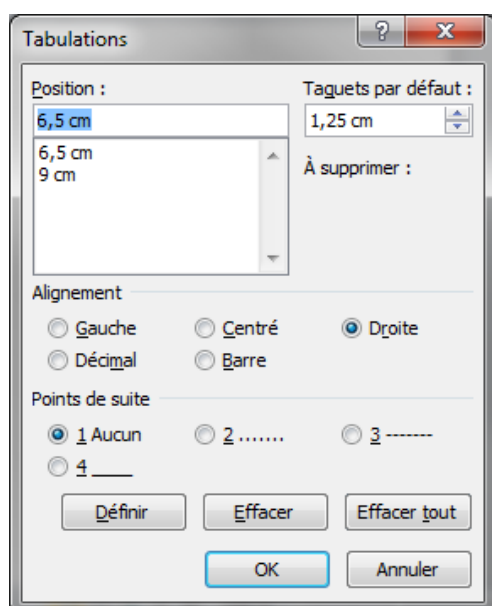 Tabulations
Position :
Taquets par défaut :
6,5 cm
1,25 cm
6,5 cm
9 cm
À supprimer :
Alignement
Gauche Centré Droite
Décimal Barre
Points de suite
1 Aucun 2 ....... 3 -------
4 ____
Définir Effacer Effacer tout
OK Annuler